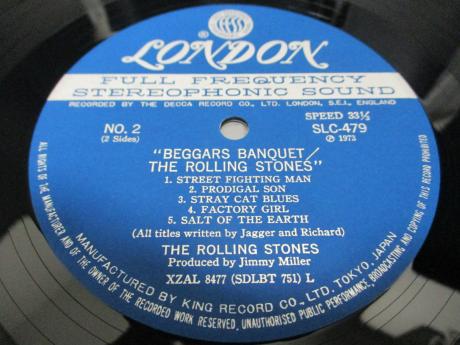 LONDON
FULL FREQUENCY
STEREOPHONIC SOUND
RECORDED BY THE DECCA RECORD CO., LTD. LONDON, S.E.I., ENGLAND
NO. 2
(2 Sides)
SPEED 33⅓
SLC-479
Ⓟ 1973
"BEGGARS BANQUET/
THE ROLLING STONES"
1. STREET FIGHTING MAN
2. PRODIGAL SON
3. STRAY CAT BLUES
4. FACTORY GIRL
5. SALT OF THE EARTH
(All titles written by Jagger and Richard)
THE ROLLING STONES
Produced by Jimmy Miller
XZAL 8477 (SDLBT 751) L
MANUFACTURED BY KING RECORD CO., LTD. TOKYO, JAPAN
ALL RIGHTS OF THE MANUFACTURER AND OF THE OWNER OF THE RECORDED WORK RESERVED, UNAUTHORISED PUBLIC PERFORMANCE, BROADCASTING AND COPYING OF THIS RECORD PROHIBITED